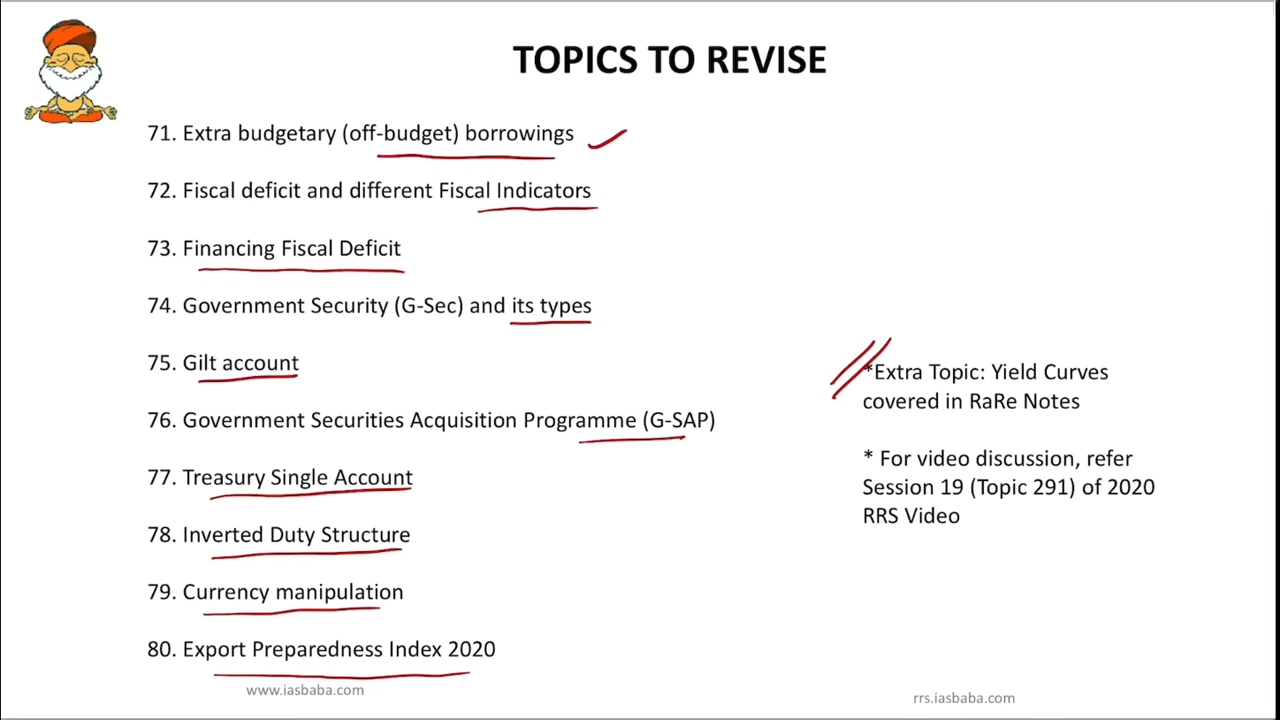 TOPICS TO REVISE
71. Extra budgetary (off-budget) borrowings
72. Fiscal deficit and different Fiscal Indicators
73. Financing Fiscal Deficit
74. Government Security (G-Sec) and its types
75. Gilt account
76. Government Securities Acquisition Programme (G-SAP)
77. Treasury Single Account
78. Inverted Duty Structure
79. Currency manipulation
80. Export Preparedness Index 2020
*Extra Topic: Yield Curves
covered in RaRe Notes
* For video discussion, refer
Session 19 (Topic 291) of 2020
RRS Video
www.iasbaba.com
rrs.iasbaba.com